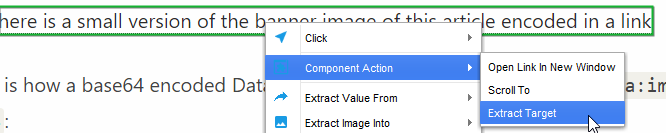 here is a small version of the banner image of this article encoded in a link
Click
Component Action
Open Link In New Window
is how a base64 encoded Data
a:im
Scroll To
Extract Value From
Extract Target
:
Extract Image Into